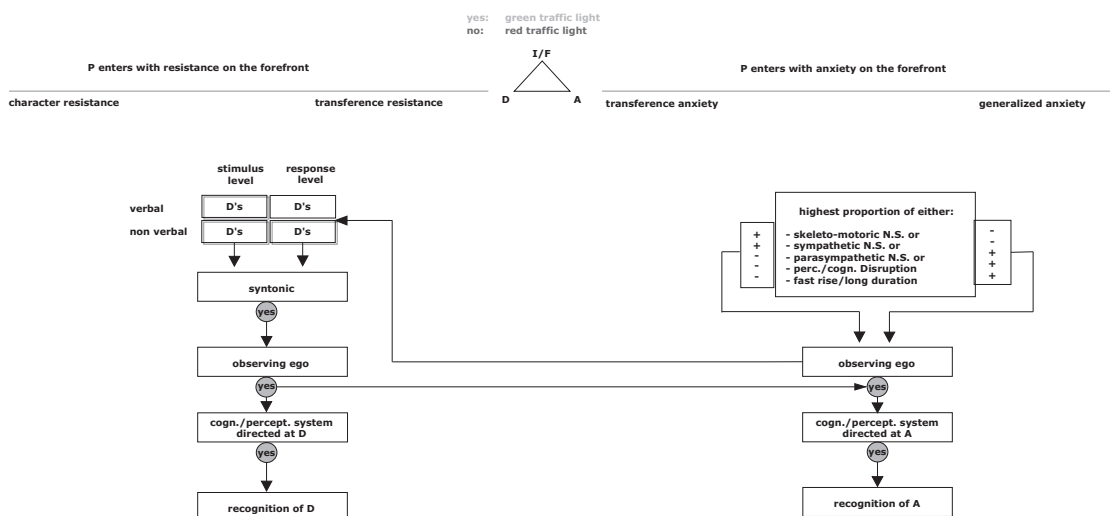 yes: green traffic light
no: red traffic light
I/F
D A
P enters with resistance on the forefront
character resistance transference resistance
P enters with anxiety on the forefront
transference anxiety generalized anxiety
stimulus level response level
verbal D's D's
non verbal D's D's
syntonic
yes
observing ego
yes
cogn./percept. system
directed at D
yes
recognition of D
highest proportion of either:
+ - skeleto-motoric N.S. or -
+ - sympathetic N.S. or -
- - parasympathetic N.S. or +
- - perc./cogn. Disruption +
- - fast rise/long duration +
observing ego
yes
cogn./percept. system
directed at A
yes
recognition of A